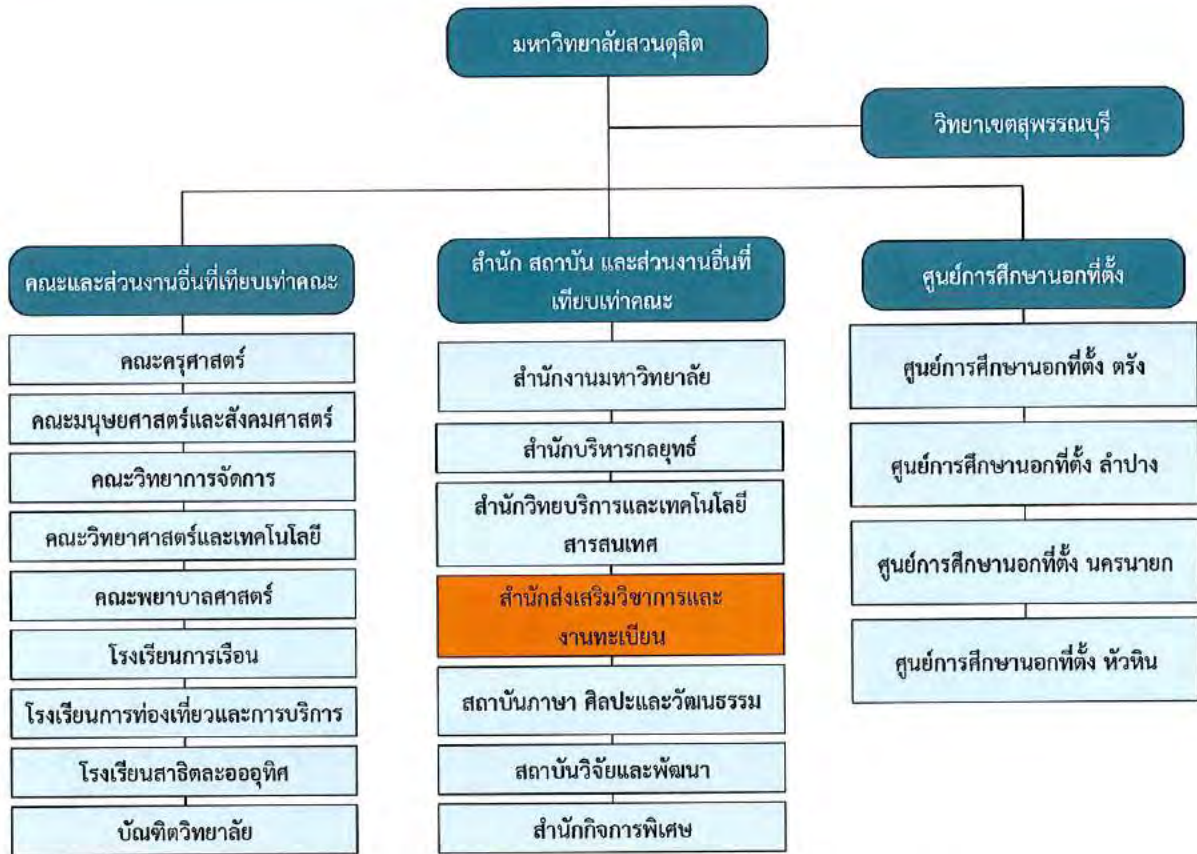 มหาวิทยาลัยสวนดุสิต
วิทยาเขตสุพรรณบุรี
คณะและส่วนงานอื่นที่เทียบเท่าคณะ
คณะครุศาสตร์
คณะมนุษยศาสตร์และสังคมศาสตร์
คณะวิทยาการจัดการ
คณะวิทยาศาสตร์และเทคโนโลยี
คณะพยาบาลศาสตร์
โรงเรียนการเรือน
โรงเรียนการท่องเที่ยวและการบริการ
โรงเรียนสาธิตละอออุทิศ
บัณฑิตวิทยาลัย
สำนัก สถาบัน และส่วนงานอื่นที่
เทียบเท่าคณะ
สำนักงานมหาวิทยาลัย
สำนักบริหารกลยุทธ์
สำนักวิทยบริการและเทคโนโลยี
สารสนเทศ
สำนักส่งเสริมวิชาการและ
งานทะเบียน
สถาบันภาษา ศิลปะและวัฒนธรรม
สถาบันวิจัยและพัฒนา
สำนักกิจการพิเศษ
ศูนย์การศึกษานอกที่ตั้ง
ศูนย์การศึกษานอกที่ตั้ง ตรัง
ศูนย์การศึกษานอกที่ตั้ง ลำปาง
ศูนย์การศึกษานอกที่ตั้ง นครนายก
ศูนย์การศึกษานอกที่ตั้ง หัวหิน